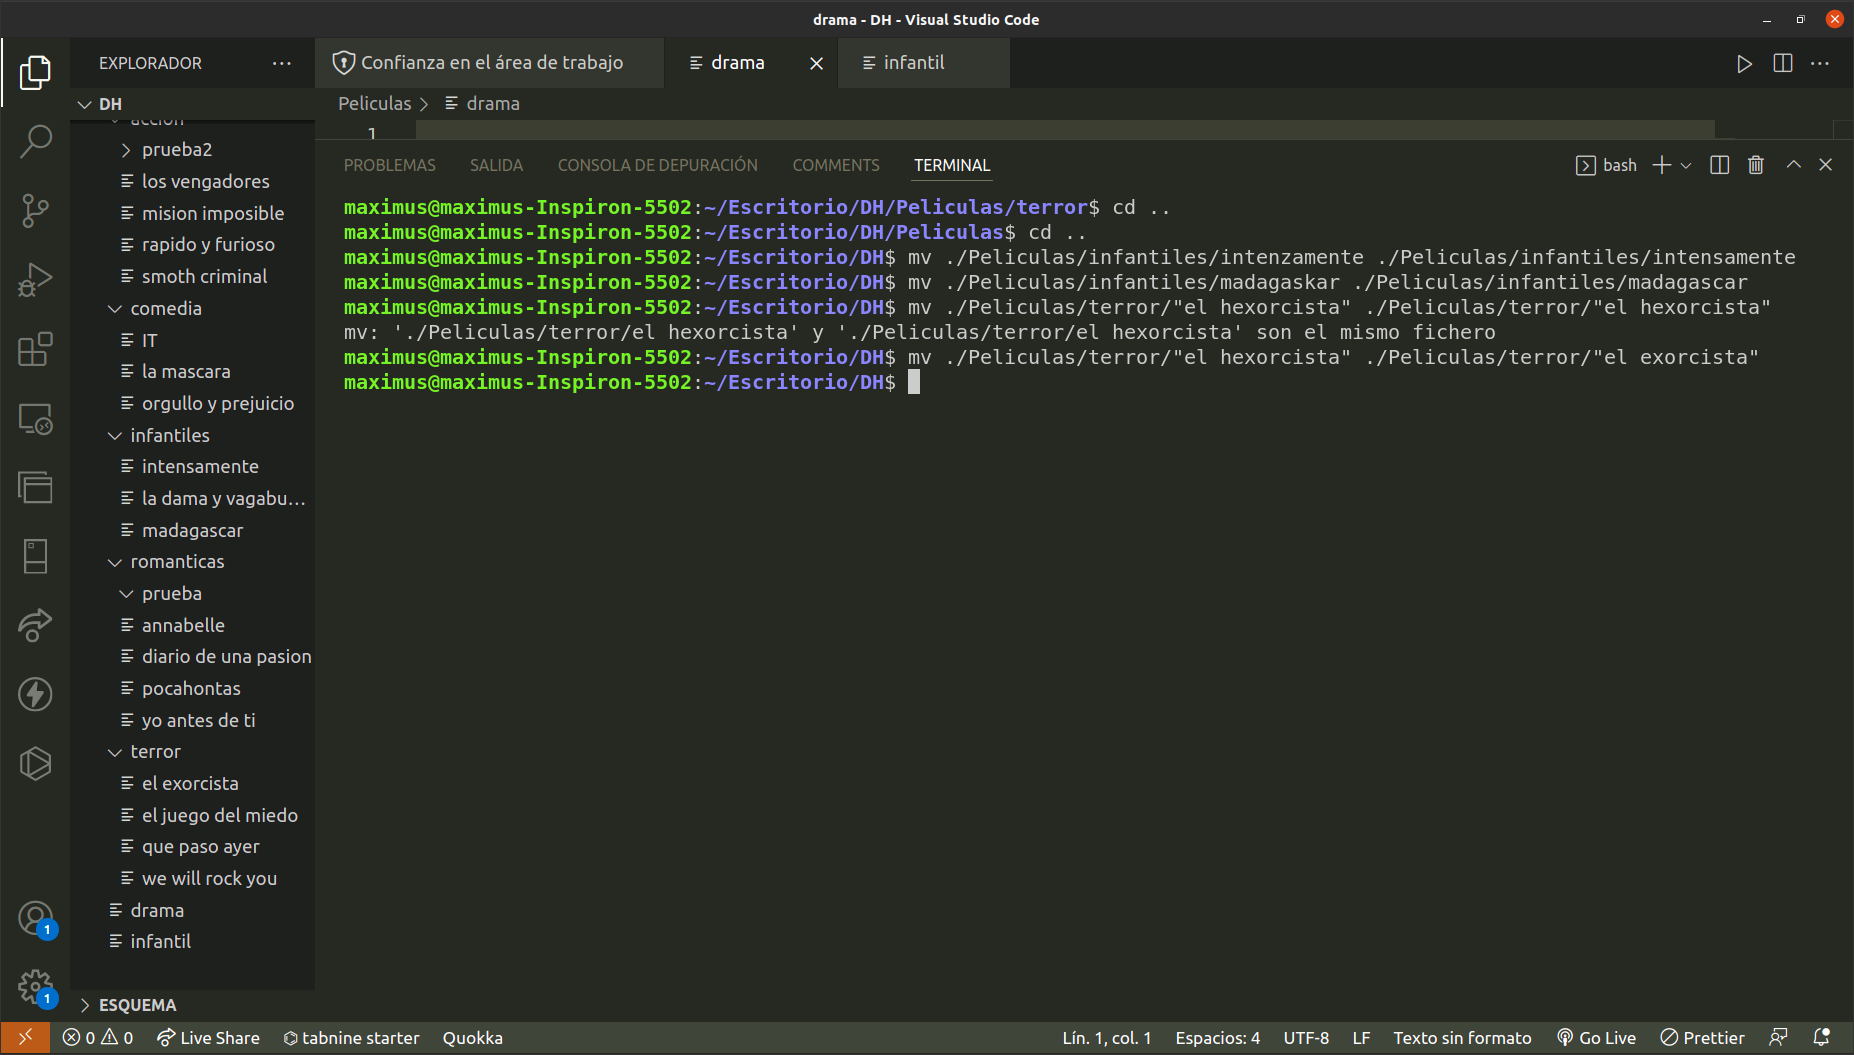 drama - DH - Visual Studio Code
EXPLORADOR
Confianza en el área de trabajo
drama
infantil
DH
Peliculas
drama
1
accion
prueba2
los vengadores
mision imposible
rapido y furioso
smoth criminal
comedia
IT
la mascara
orgullo y prejuicio
infantiles
intensamente
la dama y vagabu...
madagascar
romanticas
prueba
annabelle
diario de una pasion
pocahontas
yo antes de ti
terror
el exorcista
el juego del miedo
que paso ayer
we will rock you
drama
infantil
ESQUEMA
PROBLEMAS SALIDA CONSOLA DE DEPURACIÓN COMMENTS TERMINAL
bash
maximus@maximus-Inspiron-5502:~/Escritorio/DH/Peliculas/terror$ cd ..
maximus@maximus-Inspiron-5502:~/Escritorio/DH/Peliculas$ cd ..
maximus@maximus-Inspiron-5502:~/Escritorio/DH$ mv ./Peliculas/infantiles/intenzamente ./Peliculas/infantiles/intensamente
maximus@maximus-Inspiron-5502:~/Escritorio/DH$ mv ./Peliculas/infantiles/madagaskar ./Peliculas/infantiles/madagascar
maximus@maximus-Inspiron-5502:~/Escritorio/DH$ mv ./Peliculas/terror/"el hexorcista" ./Peliculas/terror/"el hexorcista"
mv: './Peliculas/terror/el hexorcista' y './Peliculas/terror/el hexorcista' son el mismo fichero
maximus@maximus-Inspiron-5502:~/Escritorio/DH$ mv ./Peliculas/terror/"el hexorcista" ./Peliculas/terror/"el exorcista"
maximus@maximus-Inspiron-5502:~/Escritorio/DH$
1
1
0 0 Live Share tabnine starter Quokka Lín. 1, col. 1 Espacios: 4 UTF-8 LF Texto sin formato Go Live Prettier